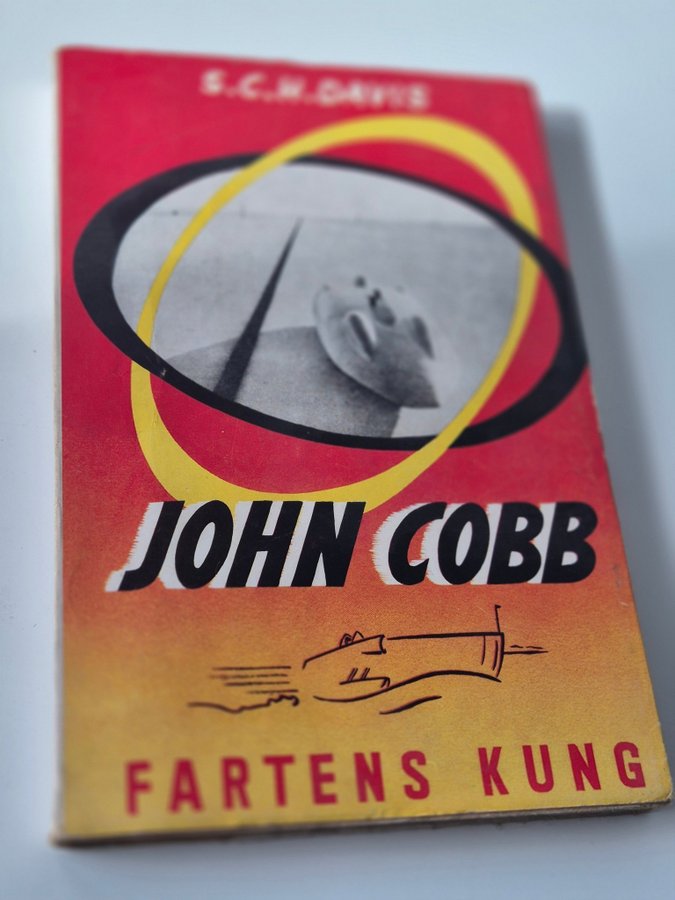 S.C.H. DAVIS
JOHN COBB
FARTENS KUNG